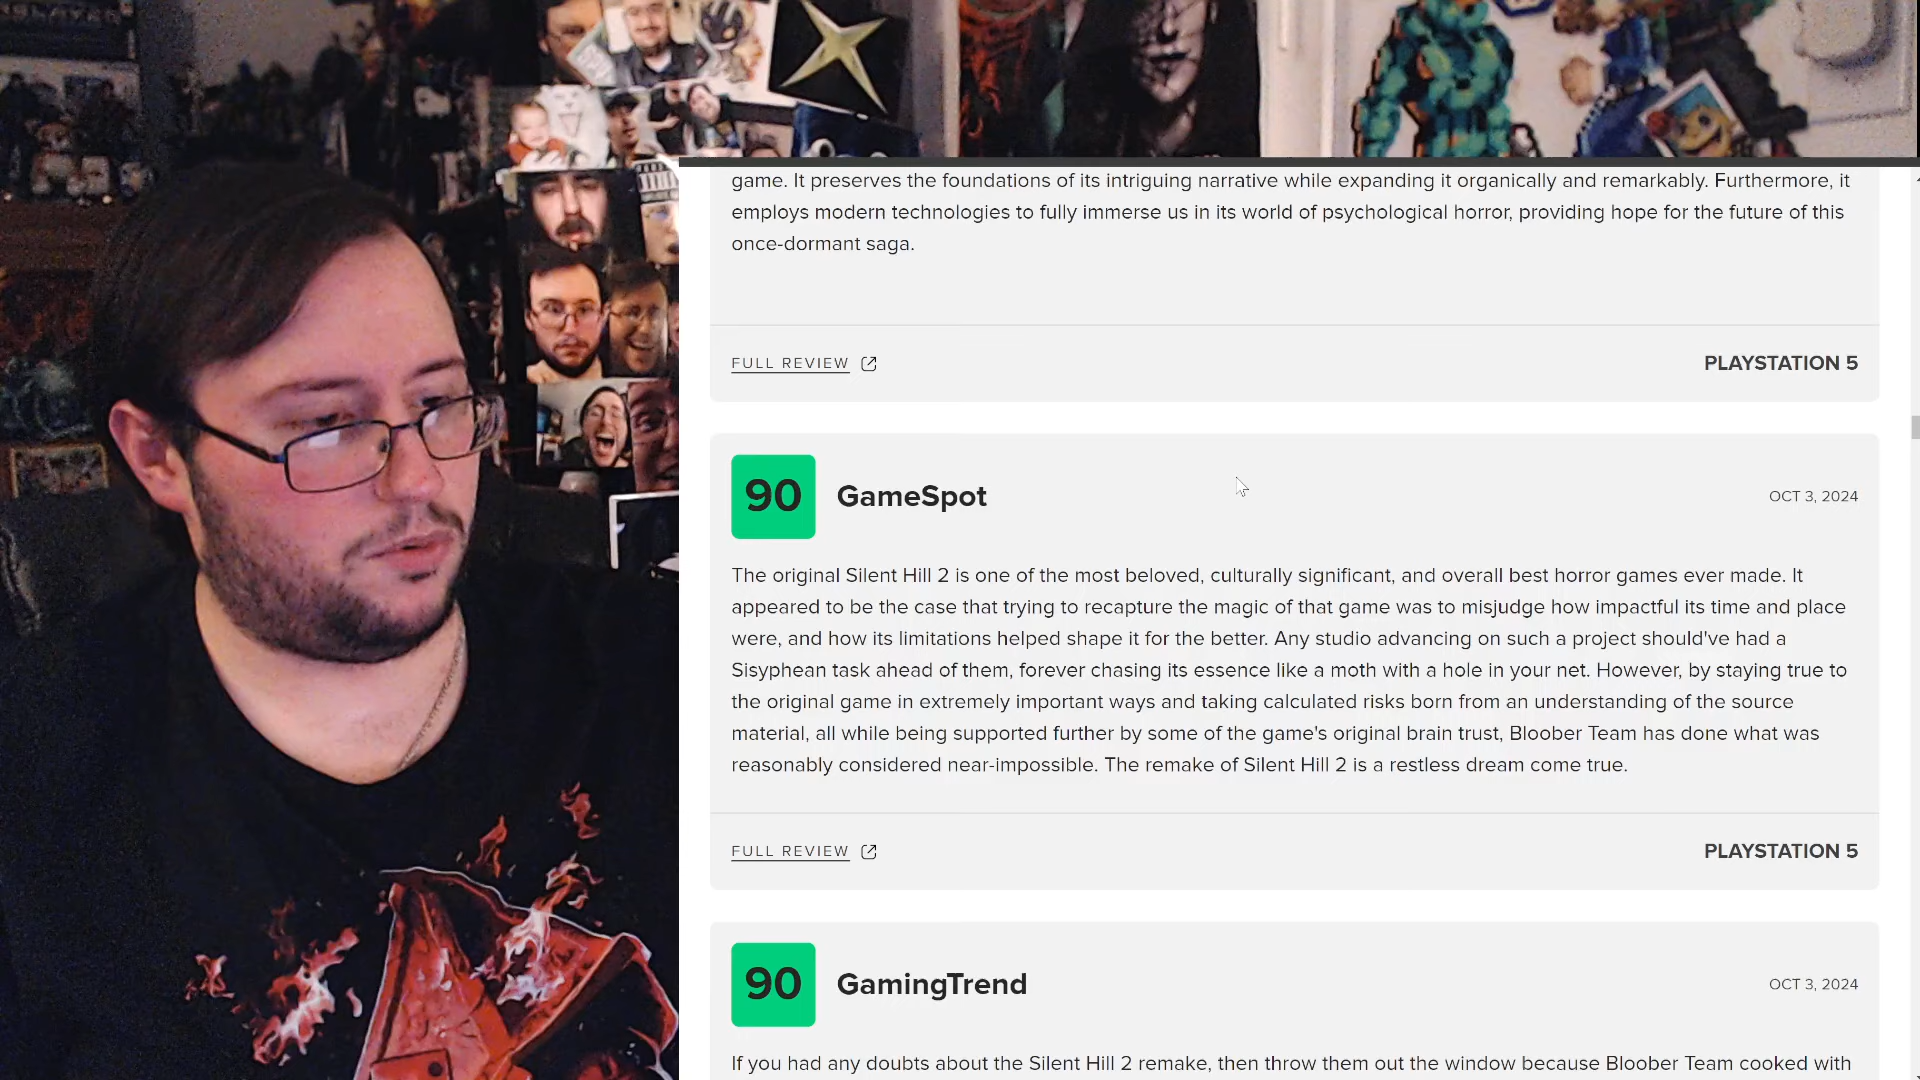 game. It preserves the foundations of its intriguing narrative while expanding it organically and remarkably. Furthermore, it
employs modern technologies to fully immerse us in its world of psychological horror, providing hope for the future of this
once-dormant saga.
FULL REVIEW
PLAYSTATION 5
90
GameSpot
OCT 3, 2024
The original Silent Hill 2 is one of the most beloved, culturally significant, and overall best horror games ever made. It
appeared to be the case that trying to recapture the magic of that game was to misjudge how impactful its time and place
were, and how its limitations helped shape it for the better. Any studio advancing on such a project should've had a
Sisyphean task ahead of them, forever chasing its essence like a moth with a hole in your net. However, by staying true to
the original game in extremely important ways and taking calculated risks born from an understanding of the source
material, all while being supported further by some of the game's original brain trust, Bloober Team has done what was
reasonably considered near-impossible. The remake of Silent Hill 2 is a restless dream come true.
FULL REVIEW
PLAYSTATION 5
90
GamingTrend
OCT 3, 2024
If you had any doubts about the Silent Hill 2 remake, then throw them out the window because Bloober Team cooked with